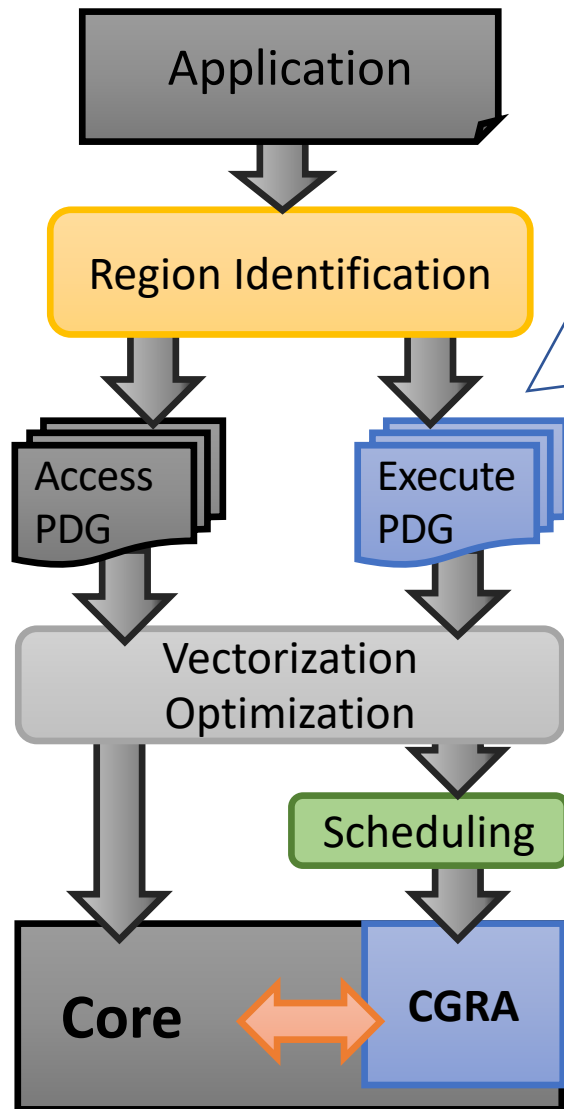 Application
Region Identification
Access
PDG
Execute
PDG
Vectorization
Optimization
Scheduling
Core
CGRA